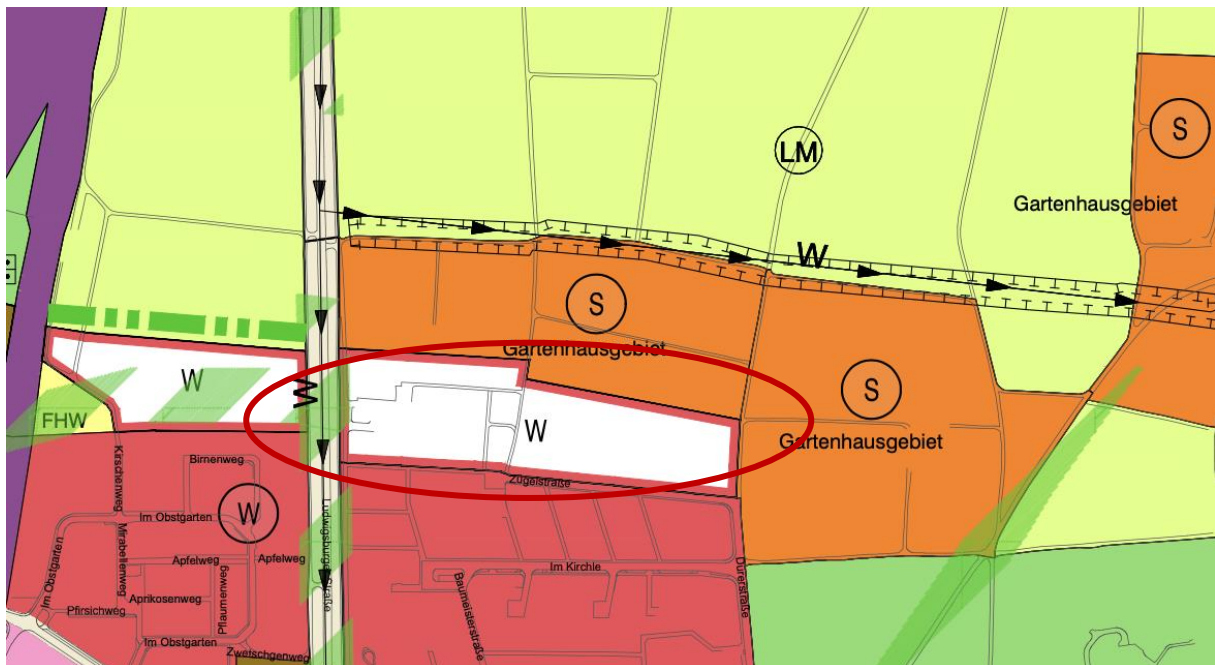 S
LM
Gartenhausgebiet
W
S
Gartenhausgebiet
S
W
W
W
FHW
Gartenhausgebiet
Zügelstraße
Kirschenweg
Birnenweg
W
Im Obstgarten
Ludwigsburger Straße
Mirabellenweg
Apfelweg
Apfelweg
Im Kirchle
Dürerstraße
Im Obstgarten
Aprikosenweg
Pflaumenweg
Baumeisterstraße
Pfirsichweg
Im Obstgarten
Zwetschgenweg